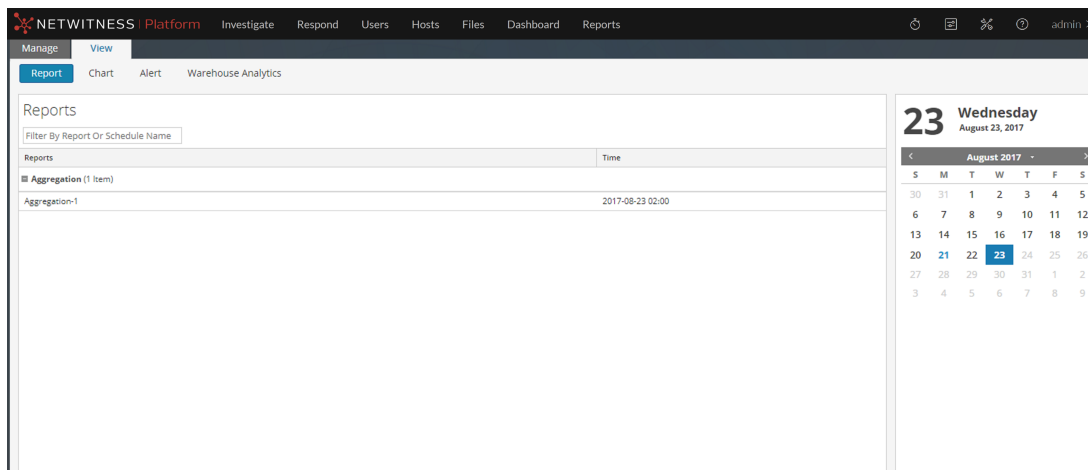 NETWITNESS Platform Investigate Respond Users Hosts Files Dashboard Reports admin
Manage View
Report Chart Alert Warehouse Analytics
Reports
Filter By Report Or Schedule Name
Reports Time
Aggregation (1 Item)
Aggregation-1 2017-08-23 02:00
23 Wednesday
August 23, 2017
August 2017
S M T W T F S
30 31 1 2 3 4 5
6 7 8 9 10 11 12
13 14 15 16 17 18 19
20 21 22 23 24 25 26
27 28 29 30 31 1 2
3 4 5 6 7 8 9